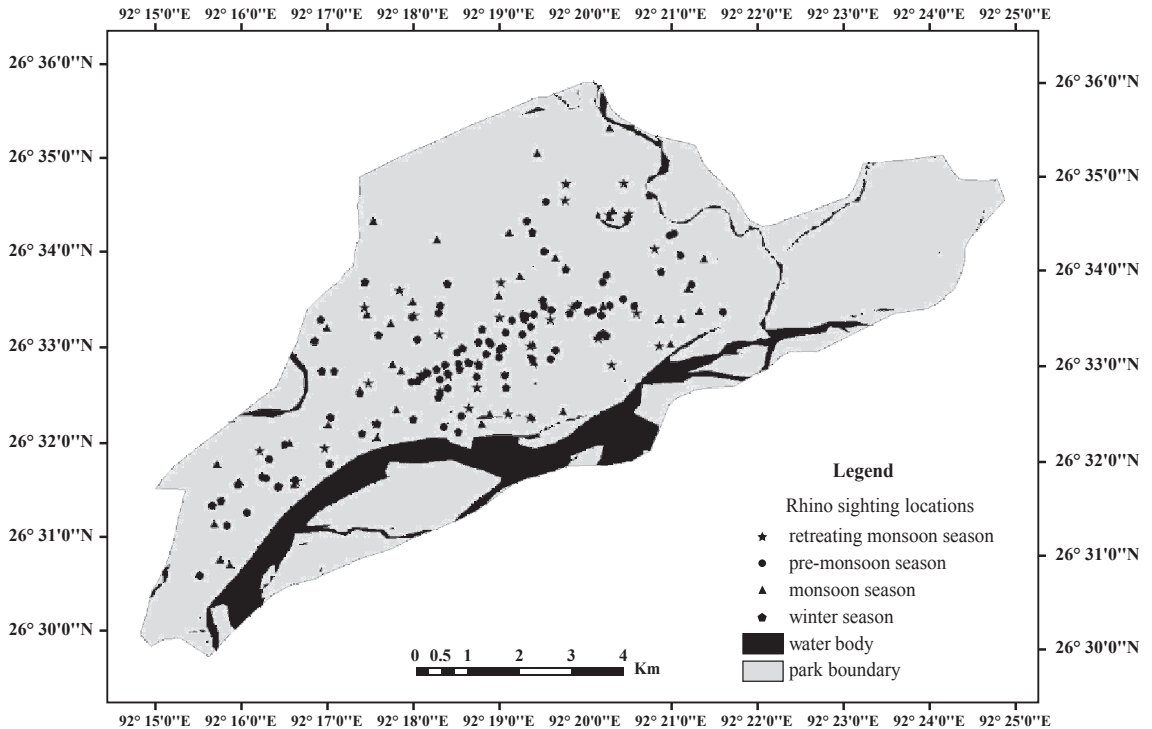 92° 15'0"E 92° 16'0"E 92° 17'0"E 92° 18'0"E 92° 19'0"E 92° 20'0"E 92° 21'0"E 92° 22'0"E 92° 23'0"E 92° 24'0"E 92° 25'0"E
26° 36'0"N
26° 35'0"N
26° 34'0"N
26° 33'0"N
26° 32'0"N
26° 31'0"N
26° 30'0"N
26° 36'0"N
26° 35'0"N
26° 34'0"N
26° 33'0"N
26° 32'0"N
26° 31'0"N
26° 30'0"N
Legend
Rhino sighting locations
retreating monsoon season
pre-monsoon season
monsoon season
winter season
water body
park boundary
0 0.5 1 2 3 4
Km
92° 15'0"E 92° 16'0"E 92° 17'0"E 92° 18'0"E 92° 19'0"E 92° 20'0"E 92° 21'0"E 92° 22'0"E 92° 23'0"E 92° 24'0"E 92° 25'0"E